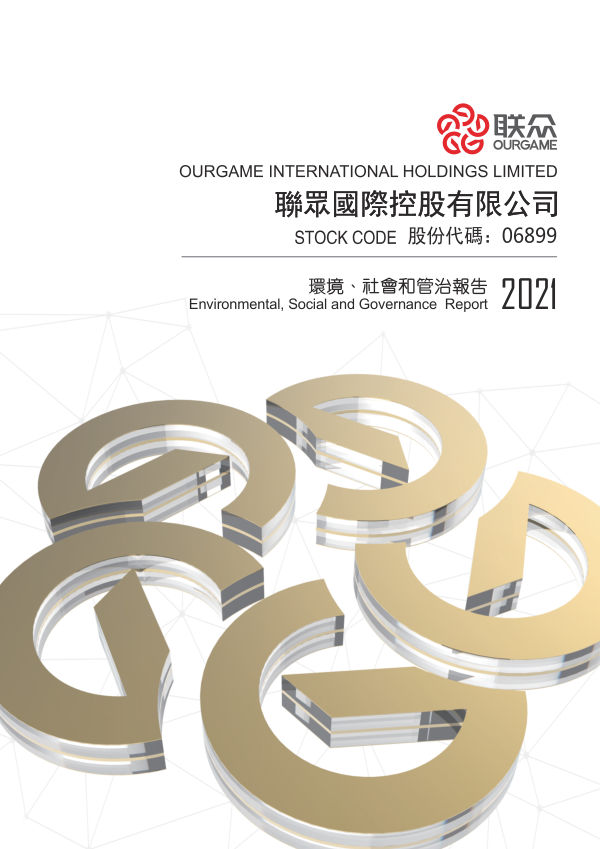 联众
OURGAME
OURGAME INTERNATIONAL HOLDINGS LIMITED
聯眾國際控股有限公司
STOCK CODE 股份代碼：06899
環境、社會和管治報告
Environmental, Social and Governance Report 2021